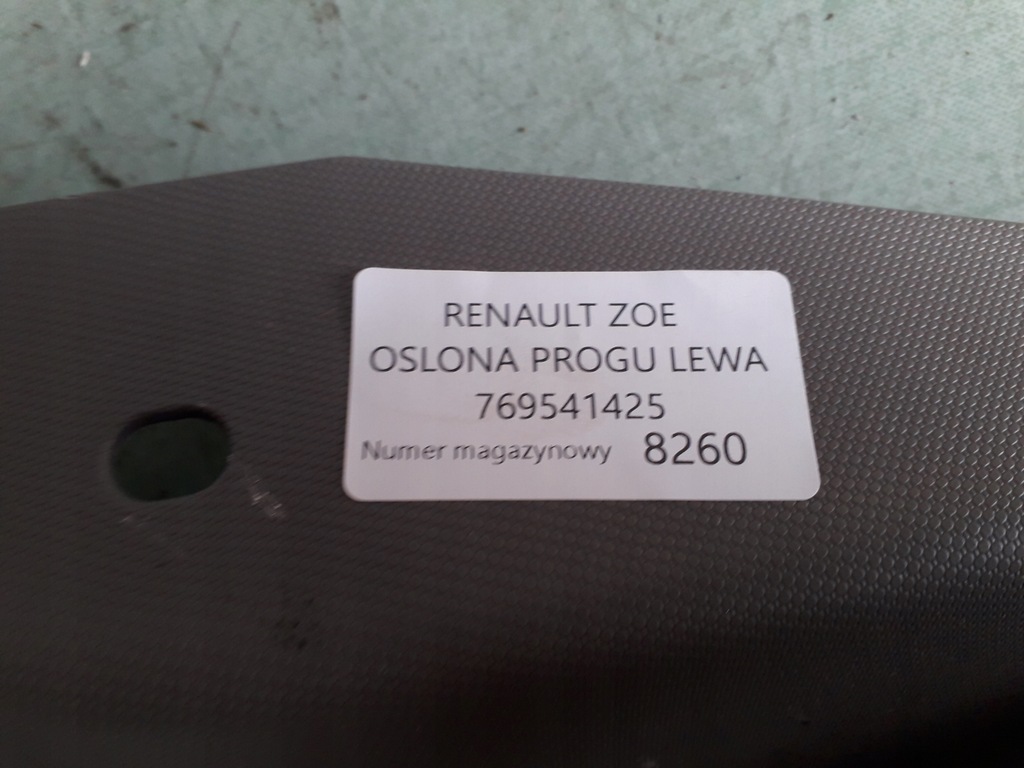 RENAULT ZOE
OSLONA PROGU LEWA
769541425
Numer magazynowy 8260